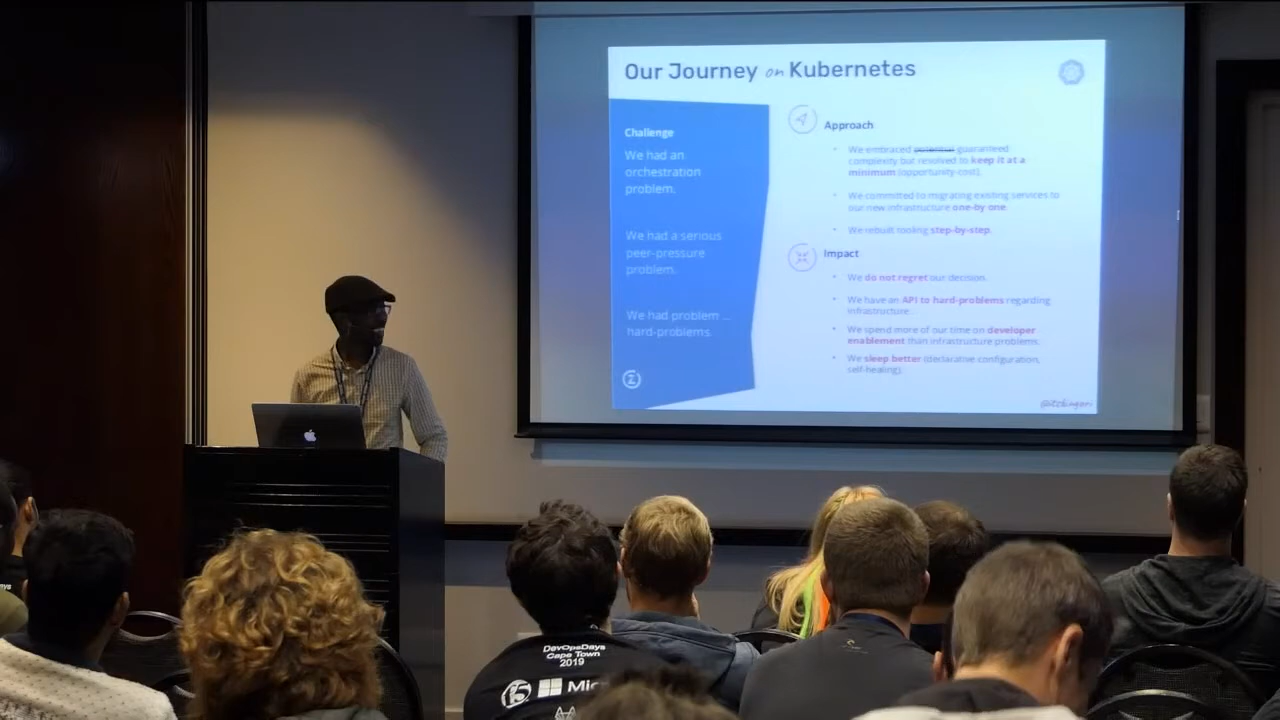 Our Journey on Kubernetes
Challenge
We had an
orchestration
problem.
We had a serious
peer-pressure
problem.
We had problem ...
hard-problems.
Approach
We embraced potential guaranteed
complexity but resolved to keep it at a
minimum (opportunity-cost).
We committed to migrating existing services to
our new infrastructure one-by one.
We rebuilt tooling step-by-step.
Impact
We do not regret our decision.
We have an API to hard-problems regarding
infrastructure.
We spend more of our time on developer
enablement than infrastructure problems.
We sleep better (declarative configuration,
self-healing).
DevOpsDays
Cape Town
2019